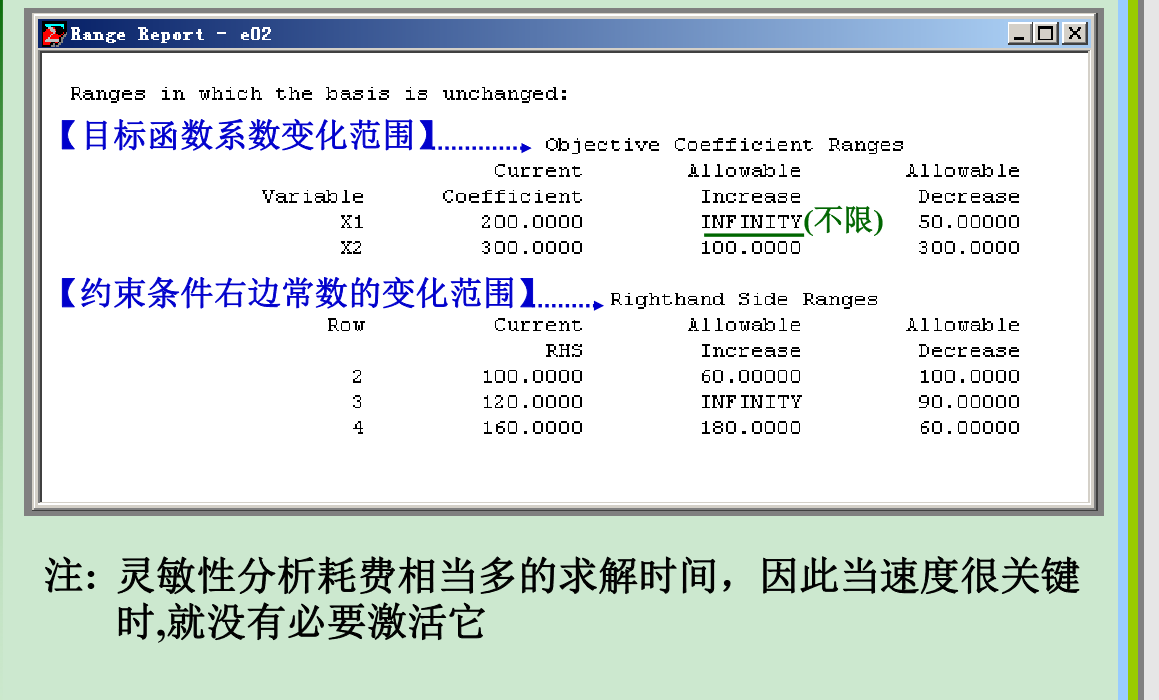 Range Report - e02
Ranges in which the basis is unchanged:
【目标函数系数变化范围】............. Objective Coefficient Ranges
Current Allowable Allowable
Variable Coefficient Increase Decrease
X1 200.0000 INFINITY(不限) 50.00000
X2 300.0000 100.0000 300.0000
【约束条件右边常数的变化范围】........ Righthand Side Ranges
Row Current Allowable Allowable
RHS Increase Decrease
2 100.0000 60.00000 100.0000
3 120.0000 INFINITY 90.00000
4 160.0000 180.0000 60.00000
注: 灵敏性分析耗费相当多的求解时间，因此当速度很关键
时,就没有必要激活它